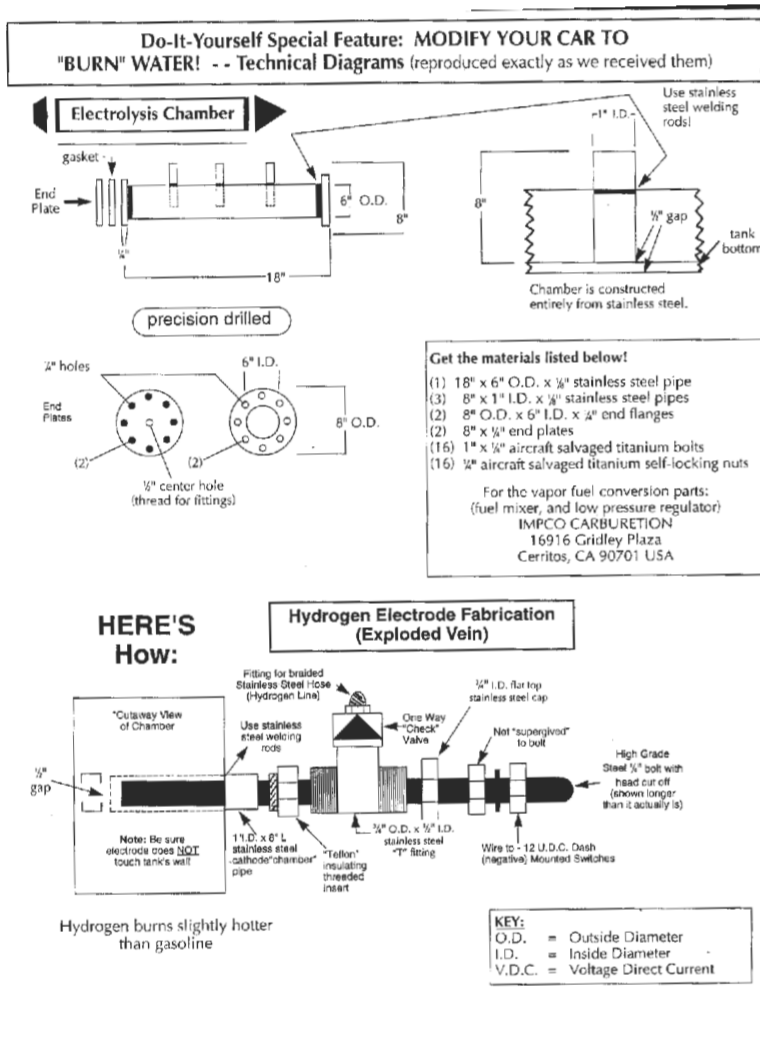 Do-It-Yourself Special Feature: MODIFY YOUR CAR TO
"BURN" WATER! - - Technical Diagrams (reproduced exactly as we received them)
Electrolysis Chamber
gasket
End
Plate
¼"
18"
6" O.D.
8"
1" I.D.
Use stainless
steel welding
rods!
8"
½" gap
tank
bottom
Chamber is constructed
entirely from stainless steel.
precision drilled
¼" holes
End
Plates
(2)
½" center hole
(thread for fittings)
6" I.D.
8" O.D.
(2)
Get the materials listed below!
(1) 18" x 6" O.D. x ⅛" stainless steel pipe
(3) 8" x 1" I.D. x ⅛" stainless steel pipes
(2) 8" O.D. x 6" I.D. x ¼" end flanges
(2) 8" x ¼" end plates
(16) 1" x ¼" aircraft salvaged titanium bolts
(16) ¼" aircraft salvaged titanium self-locking nuts
For the vapor fuel conversion parts:
(fuel mixer, and low pressure regulator)
IMPCO CARBURETION
16916 Gridley Plaza
Cerritos, CA 90701 USA
HERE'S
How:
Hydrogen Electrode Fabrication
(Exploded Vein)
"Cutaway View
of Chamber
½"
gap
Note: Be sure
electrode does NOT
touch tank's wall
Use stainless
steel welding
rods
Fitting for braided
Stainless Steel Hose
(Hydrogen Line)
One Way
"Check"
Valve
¾" I.D. flat top
stainless steel cap
Not "supergived"
to bolt
High Grade
Steel ¼" bolt with
head cut off
(shown longer
than it actually is)
1" I.D. x 8" L
stainless steel
cathode "chamber"
pipe
"Teflon"
insulating
threaded
insert
¾" O.D. x ½" I.D.
stainless steel
"T" fitting
Wire to - 12 U.D.C. Dash
(negative) Mounted Switches
Hydrogen burns slightly hotter
than gasoline
KEY:
O.D. = Outside Diameter
I.D. = Inside Diameter
V.D.C. = Voltage Direct Current